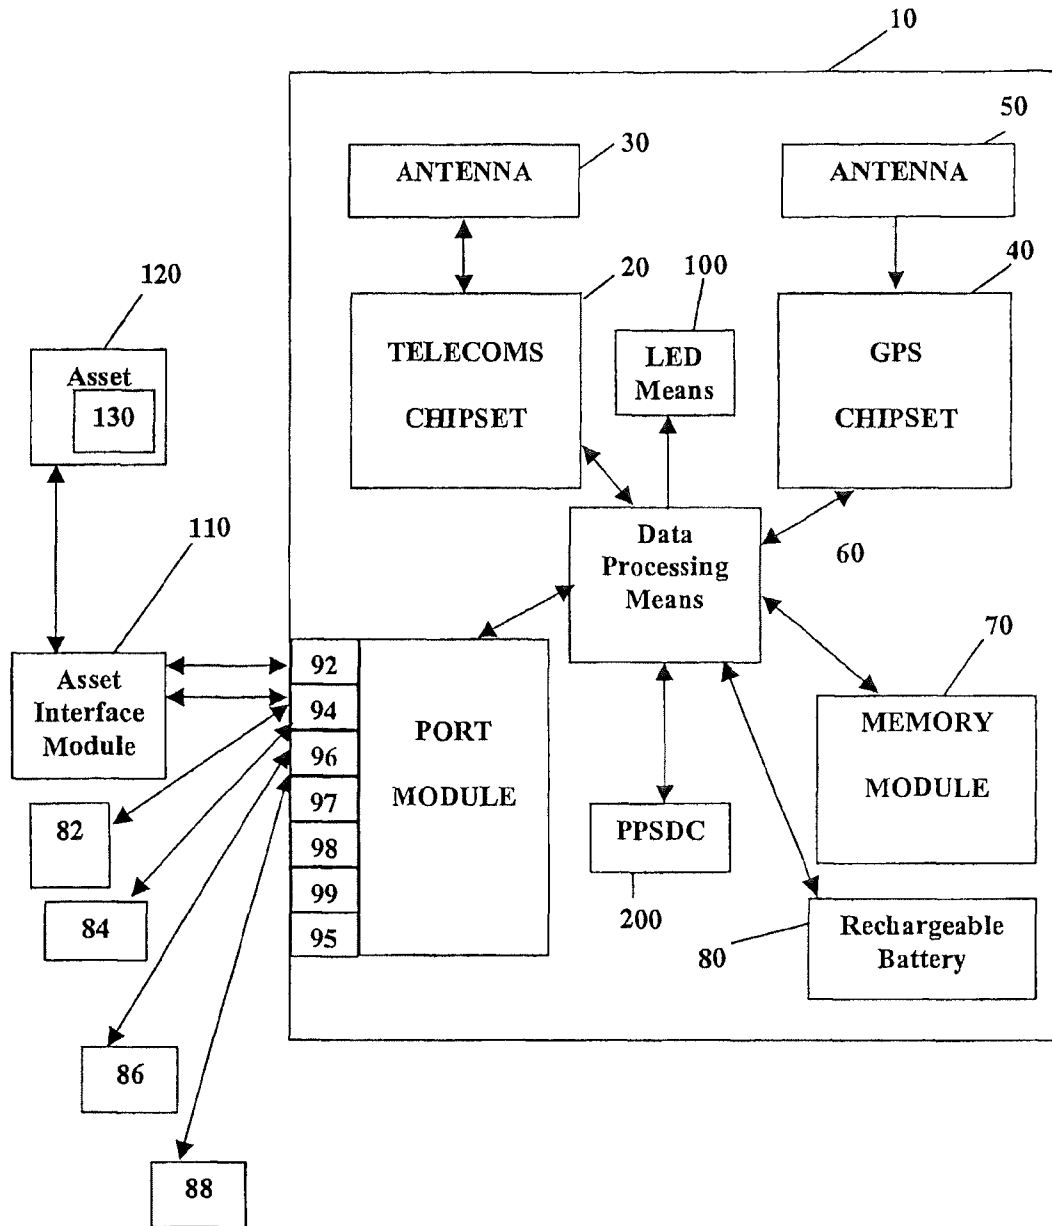 10
30
50
ANTENNA
ANTENNA
120
20
100
40
TELECOMS
CHIPSET
LED
Means
GPS
CHIPSET
Asset
130
110
Data
Processing
Means
60
70
Asset
Interface
Module
92
94
96
97
98
99
95
PORT
MODULE
MEMORY
MODULE
82
PPSDC
84
200
80
Rechargeable
Battery
86
88